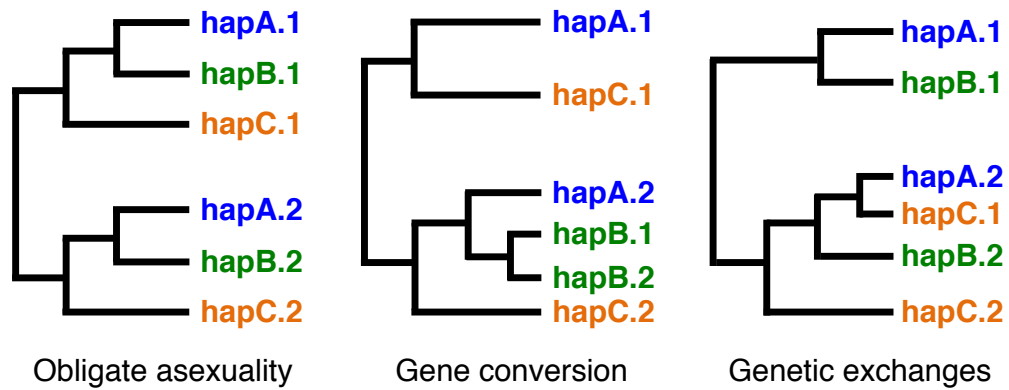 hapA.1
hapB.1
hapC.1
hapA.2
hapB.2
hapC.2
Obligate asexuality
hapA.1
hapC.1
hapA.2
hapB.1
hapB.2
hapC.2
Gene conversion
hapA.1
hapB.1
hapA.2
hapC.1
hapB.2
hapC.2
Genetic exchanges